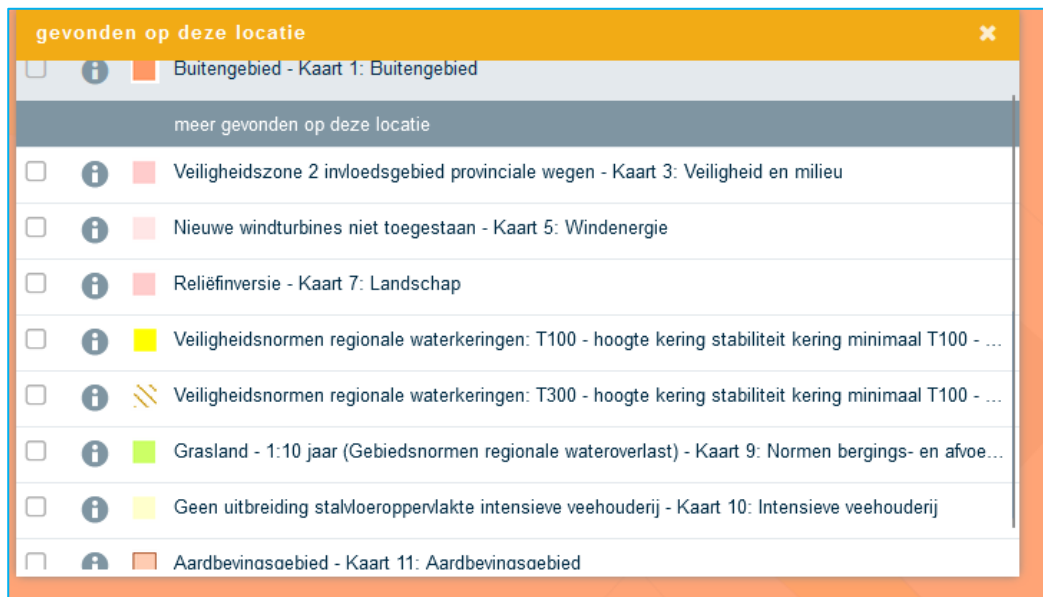 gevonden op deze locatie
Buitengebied - Kaart 1: Buitengebied
meer gevonden op deze locatie
Veiligheidszone 2 invloedsgebied provinciale wegen - Kaart 3: Veiligheid en milieu
Nieuwe windturbines niet toegestaan - Kaart 5: Windenergie
Reliëfinversie - Kaart 7: Landschap
Veiligheidsnormen regionale waterkeringen: T100 - hoogte kering stabiliteit kering minimaal T100 - ...
Veiligheidsnormen regionale waterkeringen: T300 - hoogte kering stabiliteit kering minimaal T100 - ...
Grasland - 1:10 jaar (Gebiedsnormen regionale wateroverlast) - Kaart 9: Normen bergings- en afvoe...
Geen uitbreiding stalvloeroppervlakte intensieve veehouderij - Kaart 10: Intensieve veehouderij
Aardbevingsgebied - Kaart 11: Aardbevingsgebied